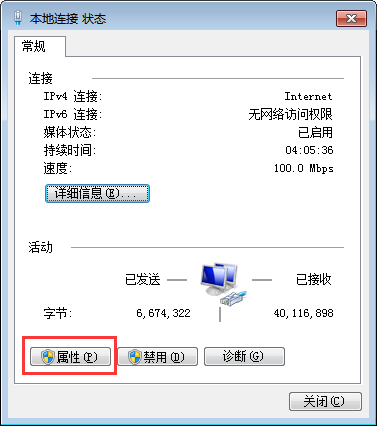 本地连接 状态
常规
连接
IPv4 连接: Internet
IPv6 连接: 无网络访问权限
媒体状态: 已启用
持续时间: 04:05:36
速度: 100.0 Mbps
详细信息(E)...
活动
已发送 — 已接收
字节: 6,674,322 | 40,116,898
属性(P) 禁用(D) 诊断(G)
关闭(C)